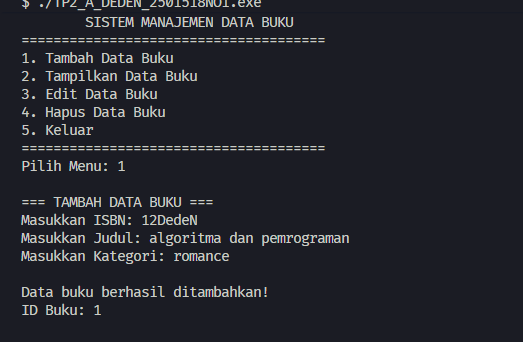 $ ./TP2_A_DEDEN_2501518NO1.exe
SISTEM MANAJEMEN DATA BUKU
======================================
1. Tambah Data Buku
2. Tampilkan Data Buku
3. Edit Data Buku
4. Hapus Data Buku
5. Keluar
======================================
Pilih Menu: 1
=== TAMBAH DATA BUKU ===
Masukkan ISBN: 12DedeN
Masukkan Judul: algoritma dan pemrograman
Masukkan Kategori: romance
Data buku berhasil ditambahkan!
ID Buku: 1